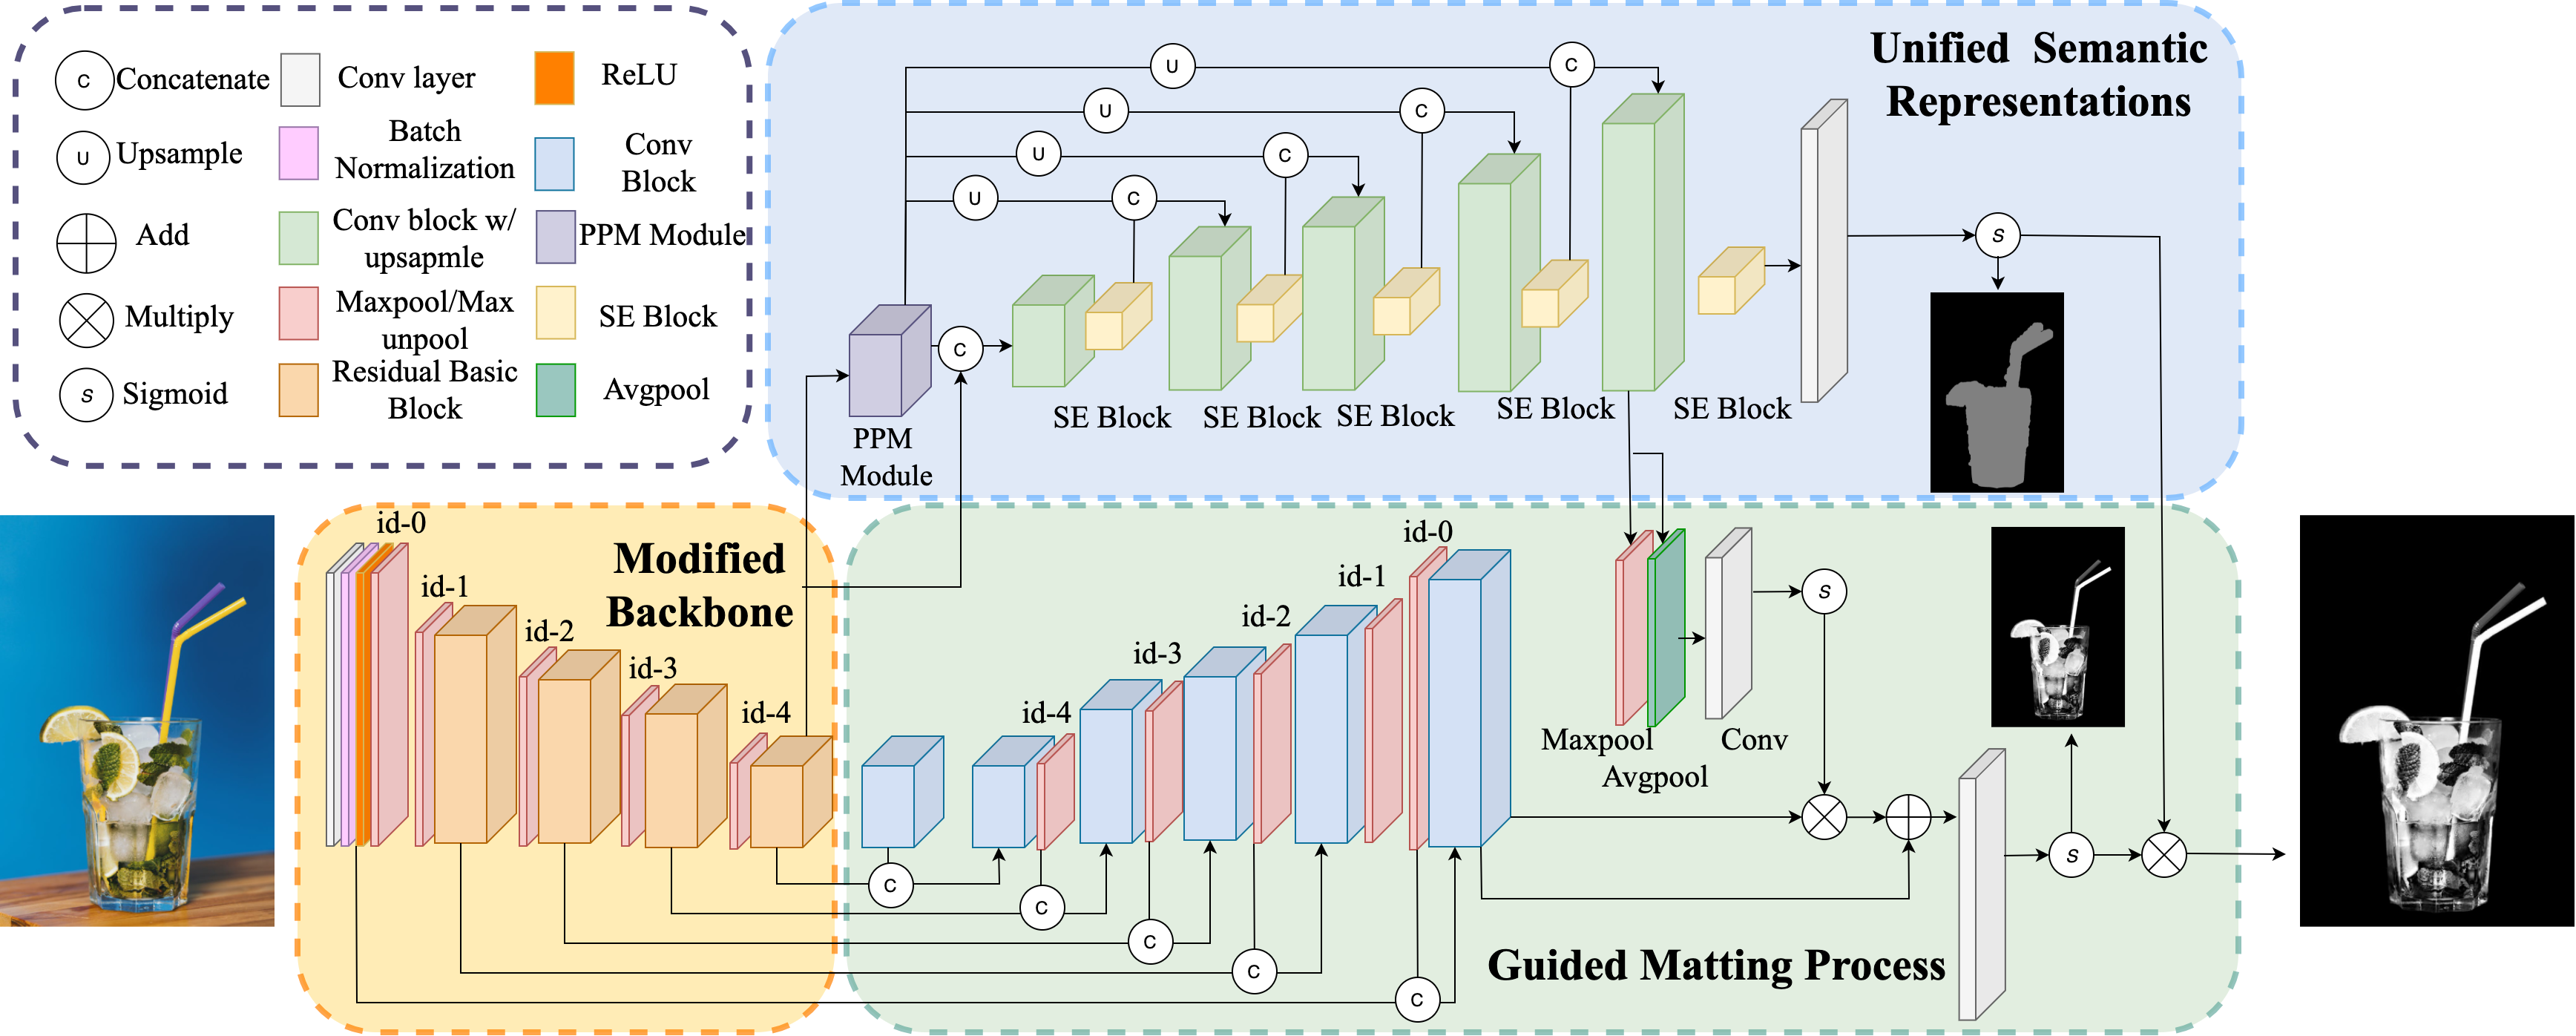 C Concatenate
U Upsample
Add
Multiply
S Sigmoid
Conv layer
Batch
Normalization
Conv block w/
upsapmle
Maxpool/Max
unpool
Residual Basic
Block
ReLU
Conv
Block
PPM Module
SE Block
Avgpool
Unified Semantic
Representations
U C
U C
U C
U C
C
S
PPM
Module
SE Block
SE Block
SE Block
SE Block
SE Block
Modified
Backbone
id-0
id-1
id-2
id-3
id-4
id-4
id-3
id-2
id-1
id-0
C
C
C
C
C
Maxpool
Avgpool
Conv
S
S
Guided Matting Process